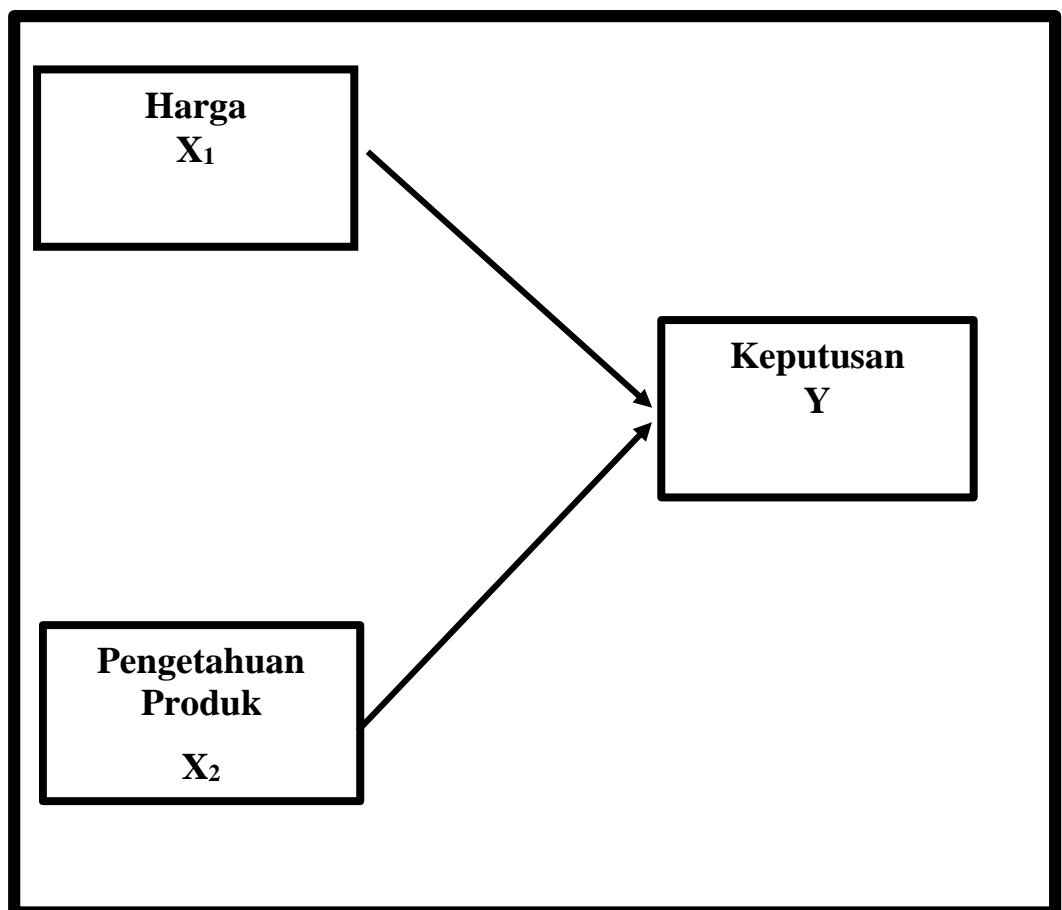 Harga
X₁
Keputusan
Y
Pengetahuan
Produk
X₂